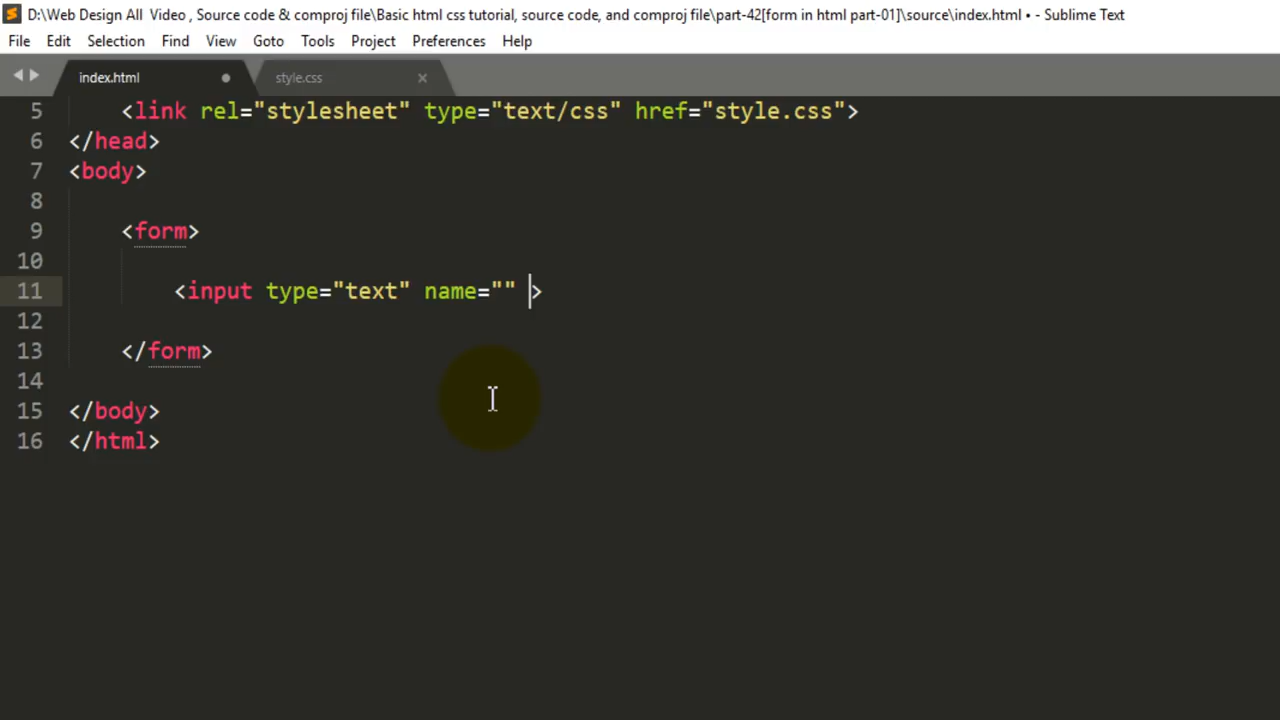 D:\Web Design All  Video , Source code & comproj file\Basic html css tutorial, source code, and comproj file\part-42[form in html part-01]\source\index.html • - Sublime Text
File Edit Selection Find View Goto Tools Project Preferences Help
index.html style.css
5 <link rel="stylesheet" type="text/css" href="style.css">
6 </head>
7 <body>
8
9 <form>
10
11 <input type="text" name="" >
12
13 </form>
14
15 </body>
16 </html>